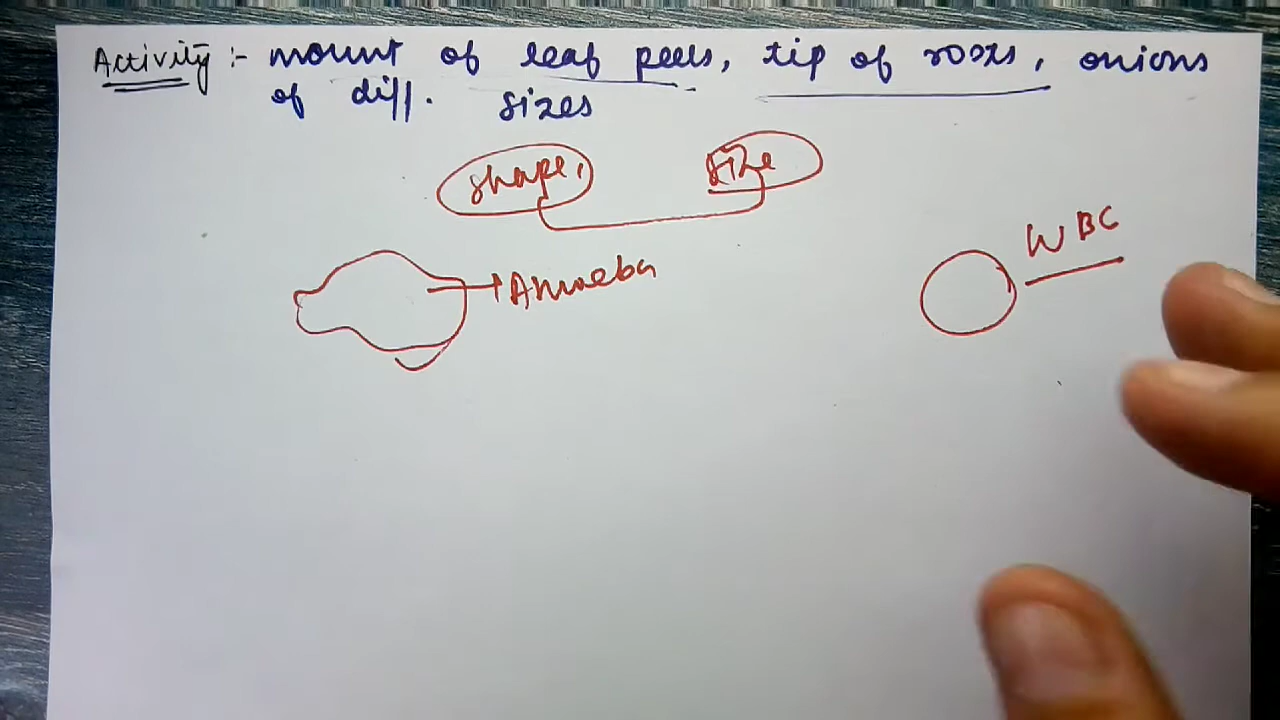 Activity :- mount of leaf peels, tip of roots, onions
of diff. sizes
shape, size
WBC
Amoeba